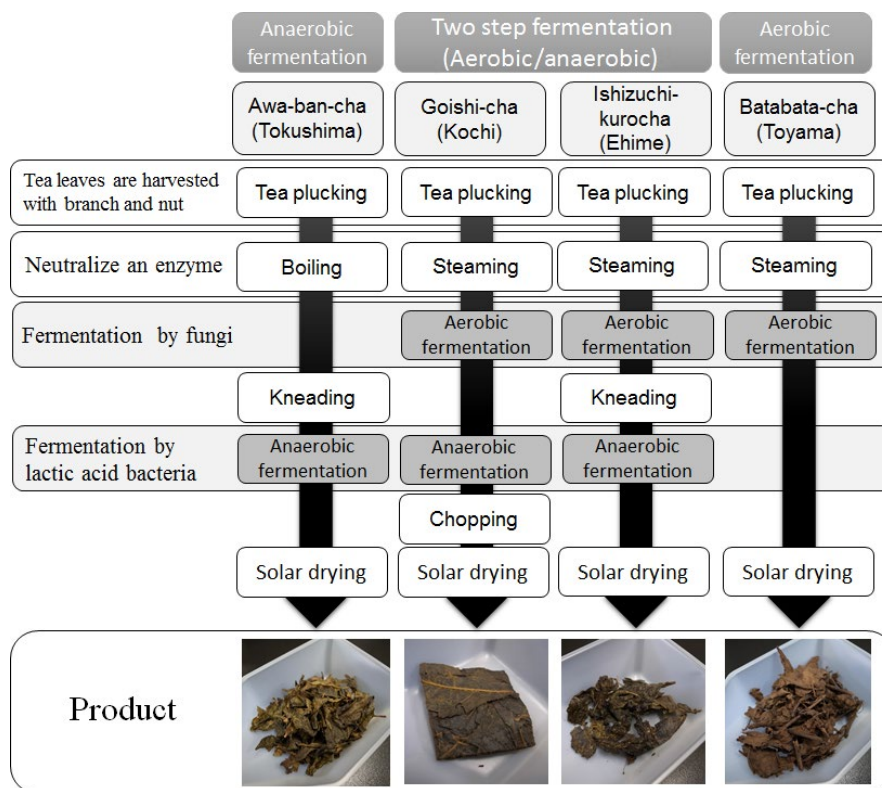 Anaerobic
fermentation
Two step fermentation
(Aerobic/anaerobic)
Aerobic
fermentation
Awa-ban-cha
(Tokushima)
Goishi-cha
(Kochi)
Ishizuchi-
kurocha
(Ehime)
Batabata-cha
(Toyama)
Tea leaves are harvested
with branch and nut
Tea plucking
Tea plucking
Tea plucking
Tea plucking
Neutralize an enzyme
Boiling
Steaming
Steaming
Steaming
Fermentation by fungi
Aerobic
fermentation
Aerobic
fermentation
Aerobic
fermentation
Kneading
Kneading
Fermentation by
lactic acid bacteria
Anaerobic
fermentation
Anaerobic
fermentation
Anaerobic
fermentation
Chopping
Solar drying
Solar drying
Solar drying
Solar drying
Product